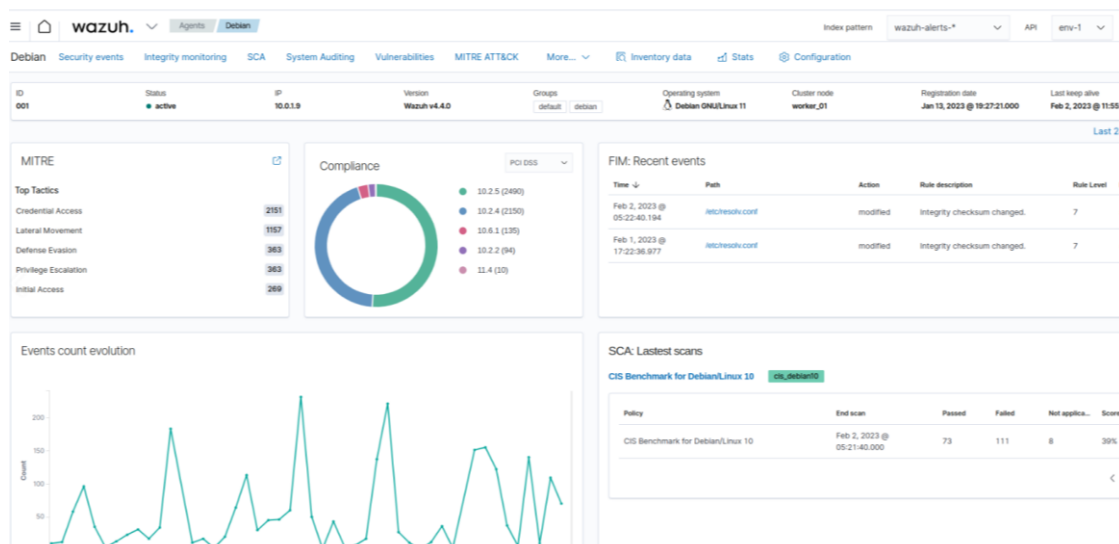 wazuh. Agents Debian Index pattern wazuh-alerts-* API env-1
Debian Security events Integrity monitoring SCA System Auditing Vulnerabilities MITRE ATT&CK More... Inventory data Stats Configuration
ID Status IP Version Groups Operating system Cluster node Registration date Last keep alive
001 active 10.0.1.9 Wazuh v4.4.0 default debian Debian GNU/Linux 11 worker_01 Jan 13, 2023 @ 19:27:21.000 Feb 2, 2023 @ 11:55
Last 2
MITRE
Top Tactics
Credential Access 2151
Lateral Movement 1157
Defense Evasion 363
Privilege Escalation 363
Initial Access 269
Compliance PCI DSS
10.2.5 (2490)
10.2.4 (2150)
10.6.1 (135)
10.2.2 (94)
11.4 (10)
FIM: Recent events
Time Path Action Rule description Rule Level
Feb 2, 2023 @
05:22:40.194 /etc/resolv.conf modified Integrity checksum changed. 7
Feb 1, 2023 @
17:22:36.977 /etc/resolv.conf modified Integrity checksum changed. 7
Events count evolution
Count
200
150
100
50
SCA: Lastest scans
CIS Benchmark for Debian/Linux 10 cis_debian10
Policy End scan Passed Failed Not applica... Score
CIS Benchmark for Debian/Linux 10 Feb 2, 2023 @
05:21:40.000 73 111 8 39%